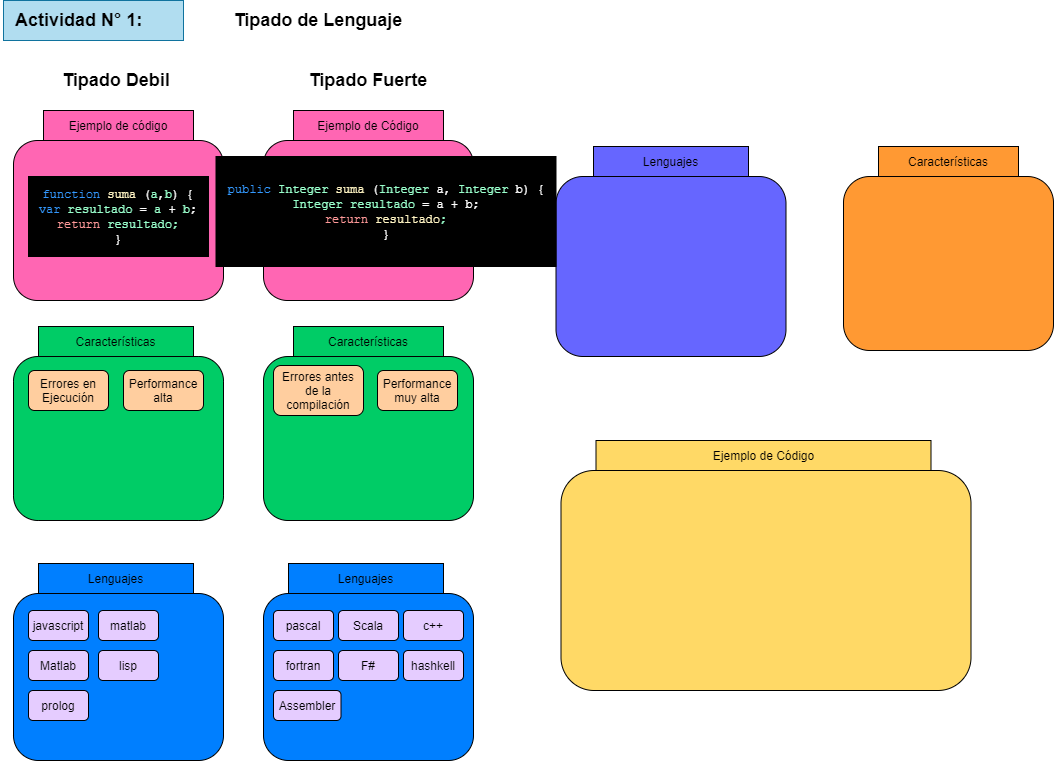 Actividad N° 1:
Tipado de Lenguaje
Tipado Debil
Tipado Fuerte
Ejemplo de código
function suma (a,b) {
var resultado = a + b;
return resultado;
}
Ejemplo de Código
public Integer suma (Integer a, Integer b) {
Integer resultado = a + b;
return resultado;
}
Lenguajes
Características
Características
Errores en
Ejecución
Performance
alta
Características
Errores antes
de la
compilación
Performance
muy alta
Ejemplo de Código
Lenguajes
javascript
matlab
Matlab
lisp
prolog
Lenguajes
pascal
Scala
c++
fortran
F#
hashkell
Assembler